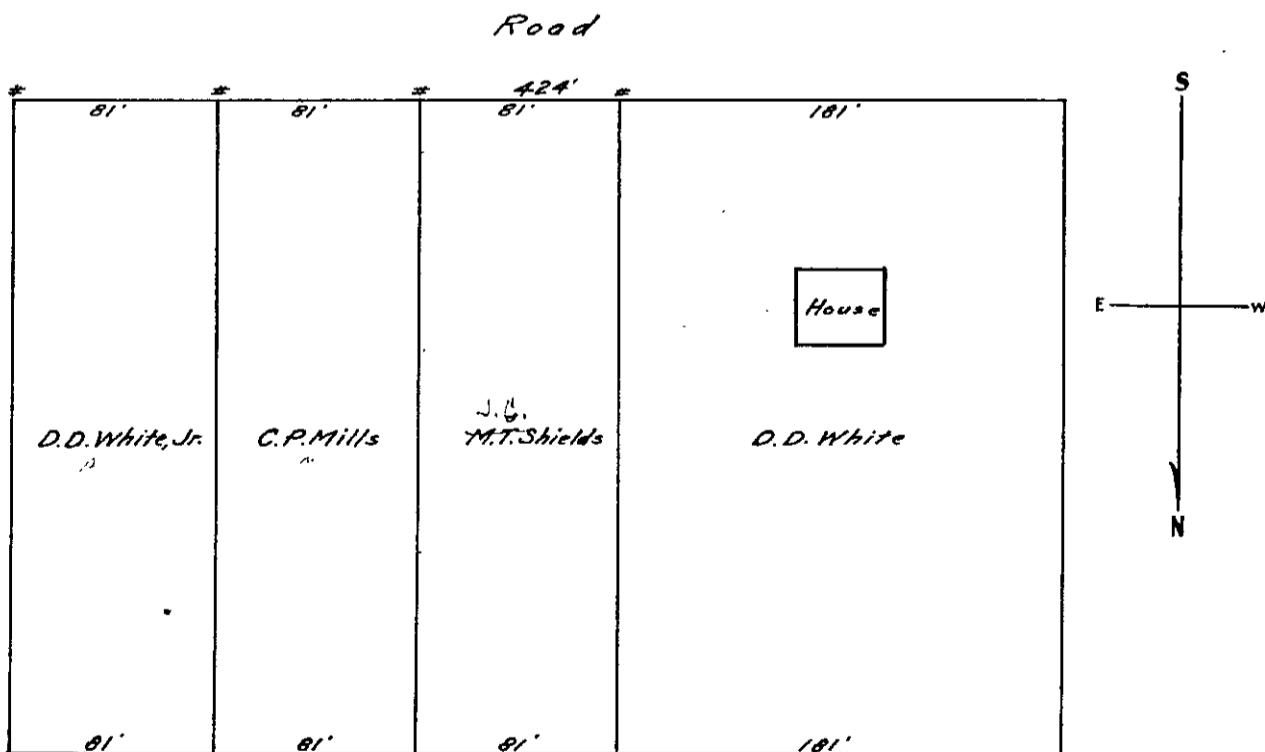 Road
# # # 424' #
81' 81' 81' 181'
S
E W
N
House
J.G.
D.D. White, Jr. C.P. Mills M.T. Shields D.D. White
81' 81' 81' 181'